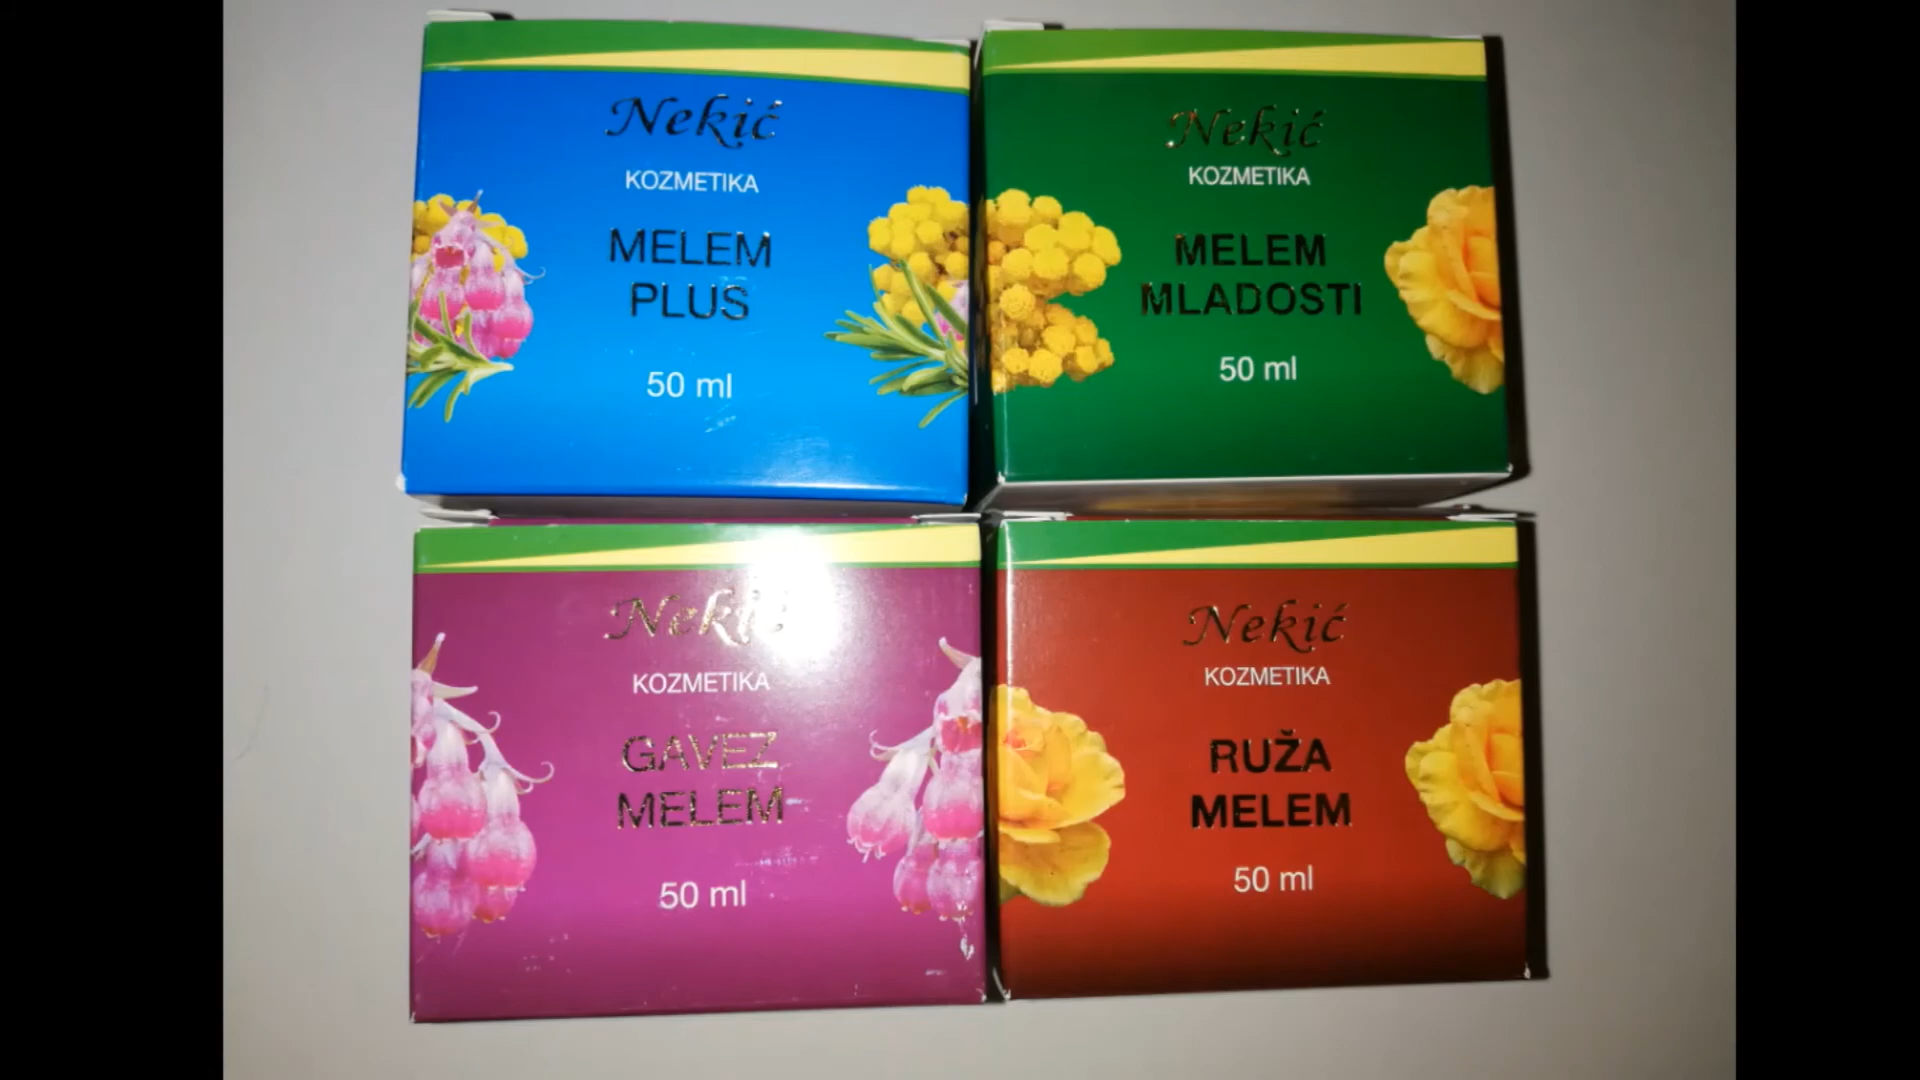 Nekić
KOZMETIKA
MELEM
PLUS
50 ml
Nekić
KOZMETIKA
MELEM
MLADOSTI
50 ml
Nekić
KOZMETIKA
GAVEZ
MELEM
50 ml
Nekić
KOZMETIKA
RUŽA
MELEM
50 ml